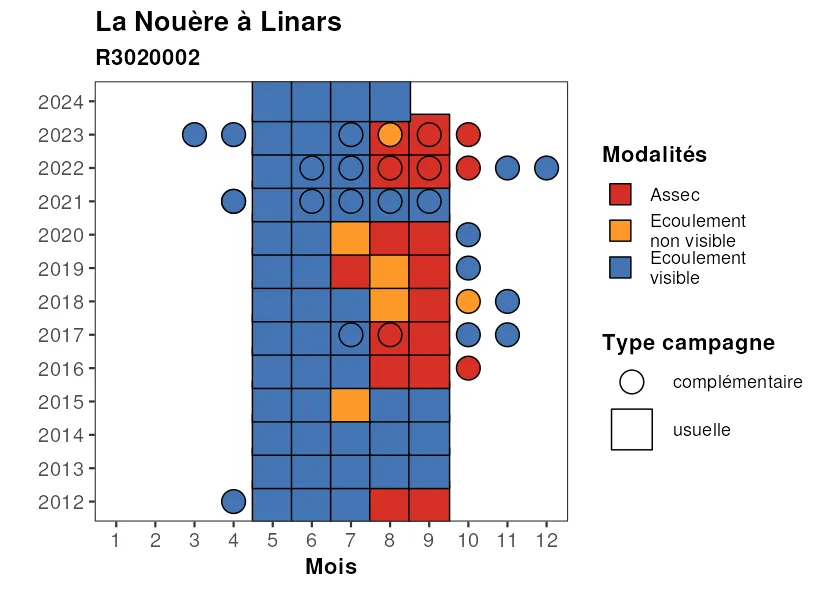 La Nouère à Linars
R3020002
2024
2023
2022
2021
2020
2019
2018
2017
2016
2015
2014
2013
2012
1 2 3 4 5 6 7 8 9 10 11 12
Mois
Modalités
Assec
Ecoulement
non visible
Ecoulement
visible
Type campagne
complémentaire
usuelle